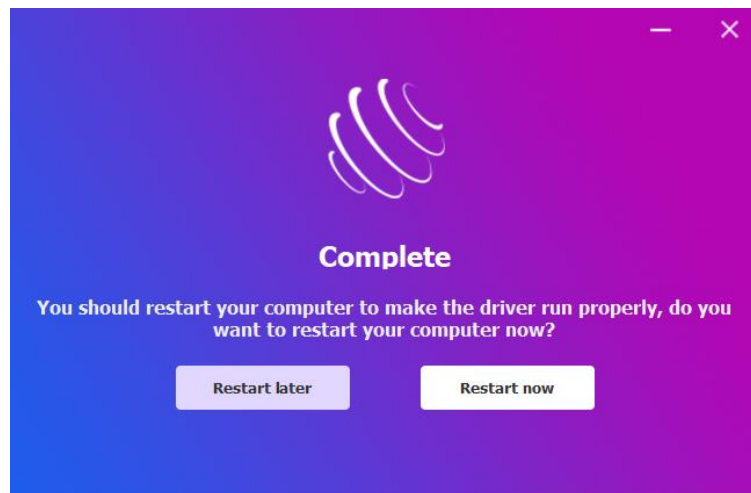 Complete
You should restart your computer to make the driver run properly, do you
want to restart your computer now?
Restart later
Restart now